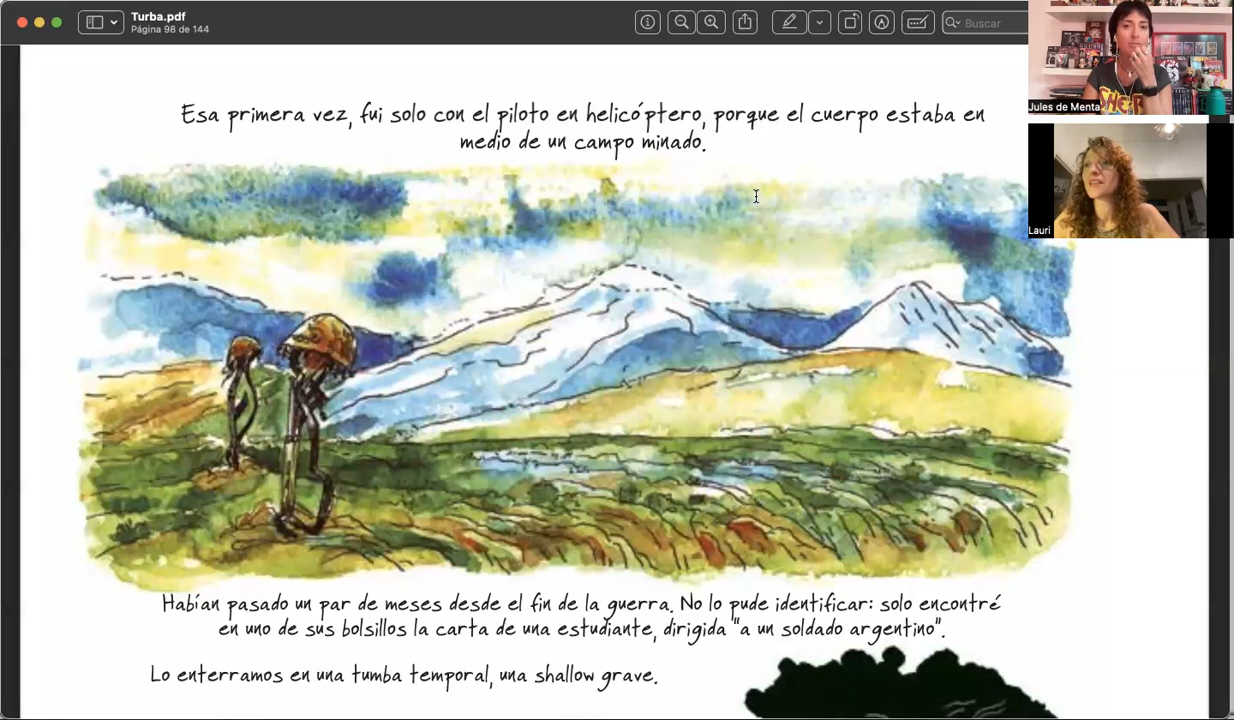 Turba.pdf
Página 98 de 144
Buscar
Jules de Menta
Lauri
Esa primera vez, fui solo con el piloto en helicóptero, porque el cuerpo estaba en
medio de un campo minado.
Habían pasado un par de meses desde el fin de la guerra. No lo pude identificar: solo encontré
en uno de sus bolsillos la carta de una estudiante, dirigida "a un soldado argentino".
Lo enterramos en una tumba temporal, una shallow grave.